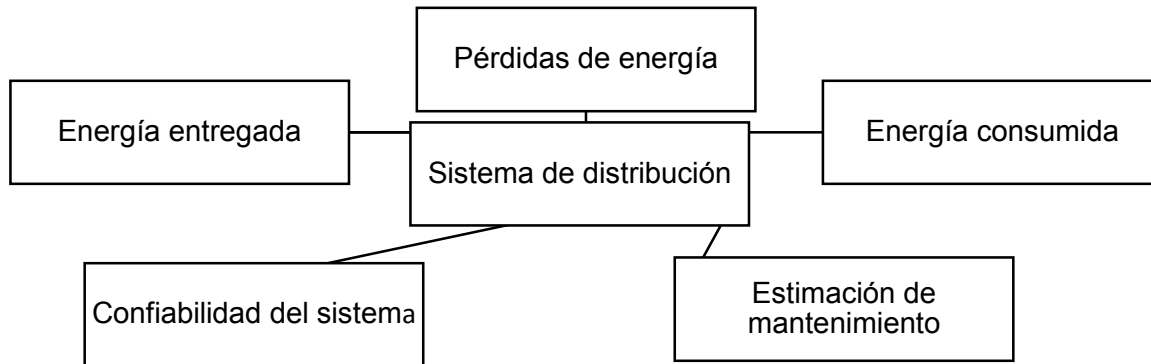 Pérdidas de energía
Energía entregada
Energía consumida
Sistema de distribución
Confiabilidad del sistema
Estimación de
mantenimiento